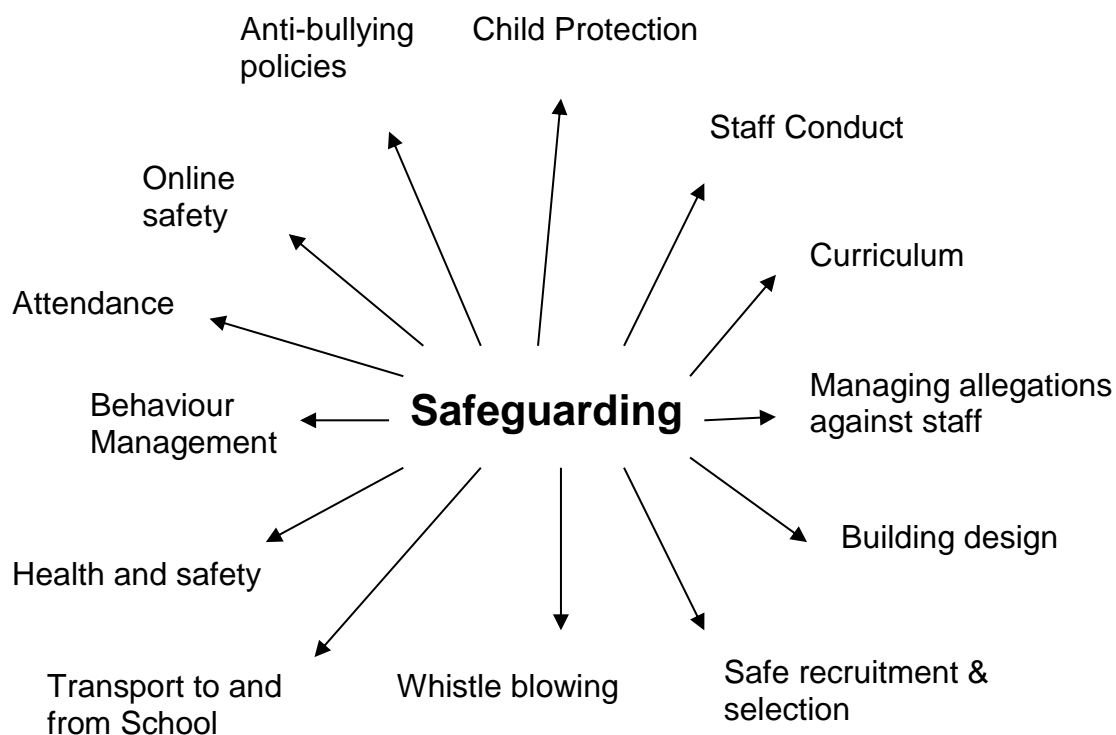 Anti-bullying
policies
Child Protection
Staff Conduct
Online
safety
Curriculum
Attendance
Managing allegations
against staff
Behaviour
Management
Safeguarding
Building design
Health and safety
Transport to and
from School
Whistle blowing
Safe recruitment &
selection